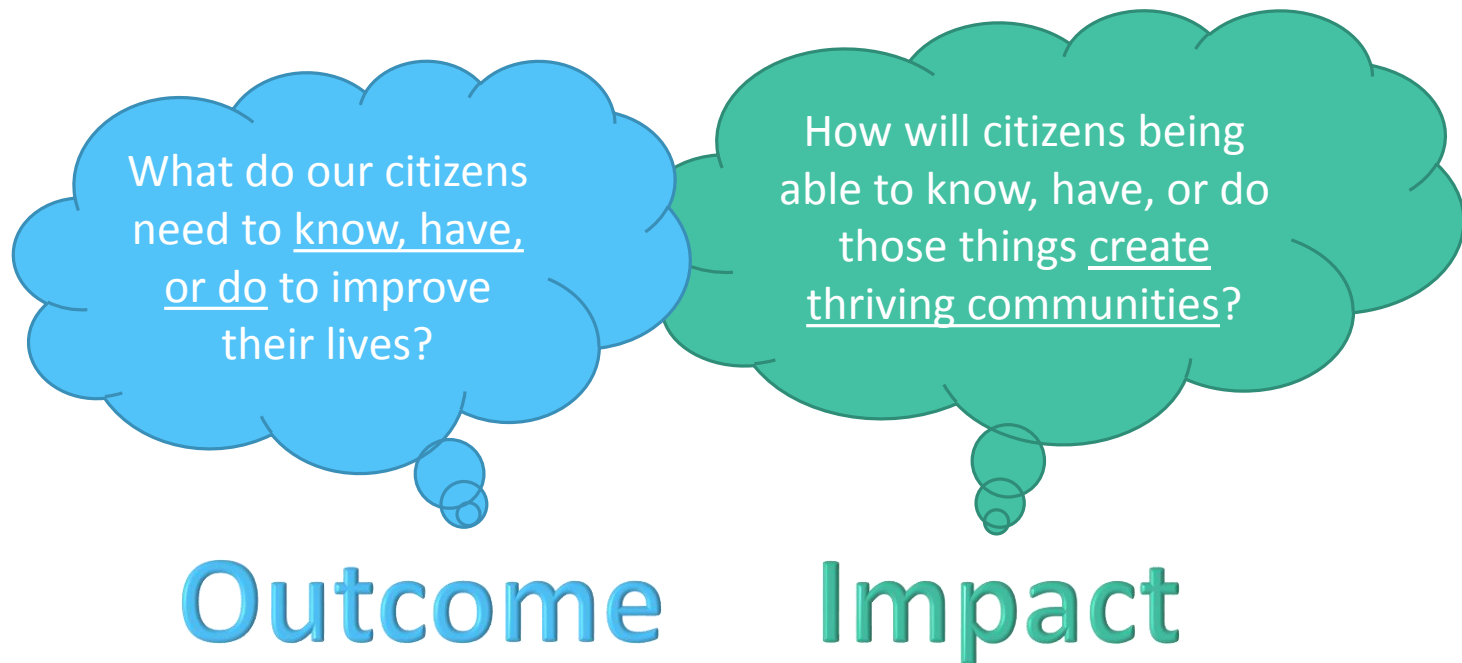 What do our citizens
need to know, have,
or do to improve
their lives?
How will citizens being
able to know, have, or do
those things create
thriving communities?
Outcome
Impact